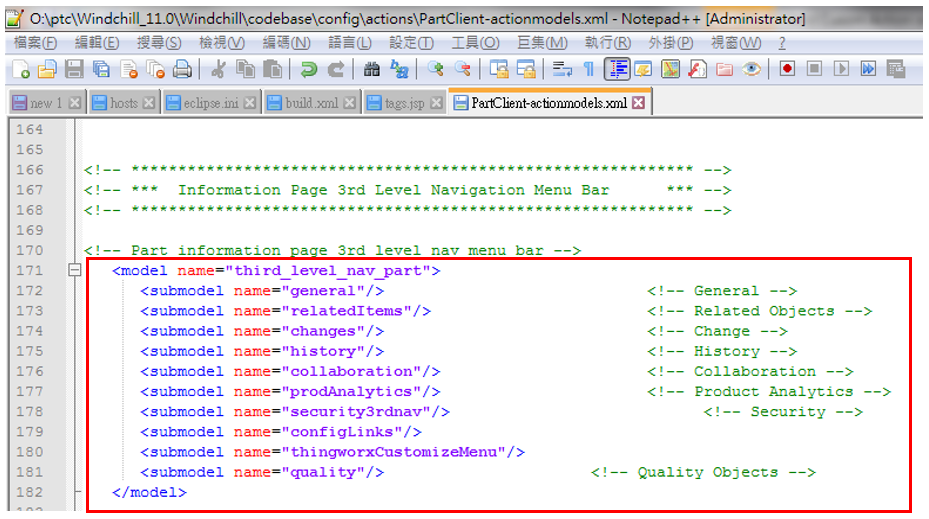 O:\ptc\Windchill_11.0\Windchill\codebase\config\actions\PartClient-actionmodels.xml - Notepad++ [Administrator]
檔案(F) 編輯(E) 搜尋(S) 檢視(V) 編碼(N) 語言(L) 設定(T) 工具(O) 巨集(M) 執行(R) 外掛(P) 視窗(W) ?
new 1 hosts eclipse.ini build.xml tags.jsp PartClient-actionmodels.xml
164
165
166 <!-- ************************************************************ -->
167 <!-- *** Information Page 3rd Level Navigation Menu Bar *** -->
168 <!-- ************************************************************ -->
169
170 <!-- Part information page 3rd level nav menu bar -->
171 <model name="third_level_nav_part">
172 <submodel name="general"/> <!-- General -->
173 <submodel name="relatedItems"/> <!-- Related Objects -->
174 <submodel name="changes"/> <!-- Change -->
175 <submodel name="history"/> <!-- History -->
176 <submodel name="collaboration"/> <!-- Collaboration -->
177 <submodel name="prodAnalytics"/> <!-- Product Analytics -->
178 <submodel name="security3rdnav"/> <!-- Security -->
179 <submodel name="configLinks"/>
180 <submodel name="thingworxCustomizeMenu"/>
181 <submodel name="quality"/> <!-- Quality Objects -->
182 </model>